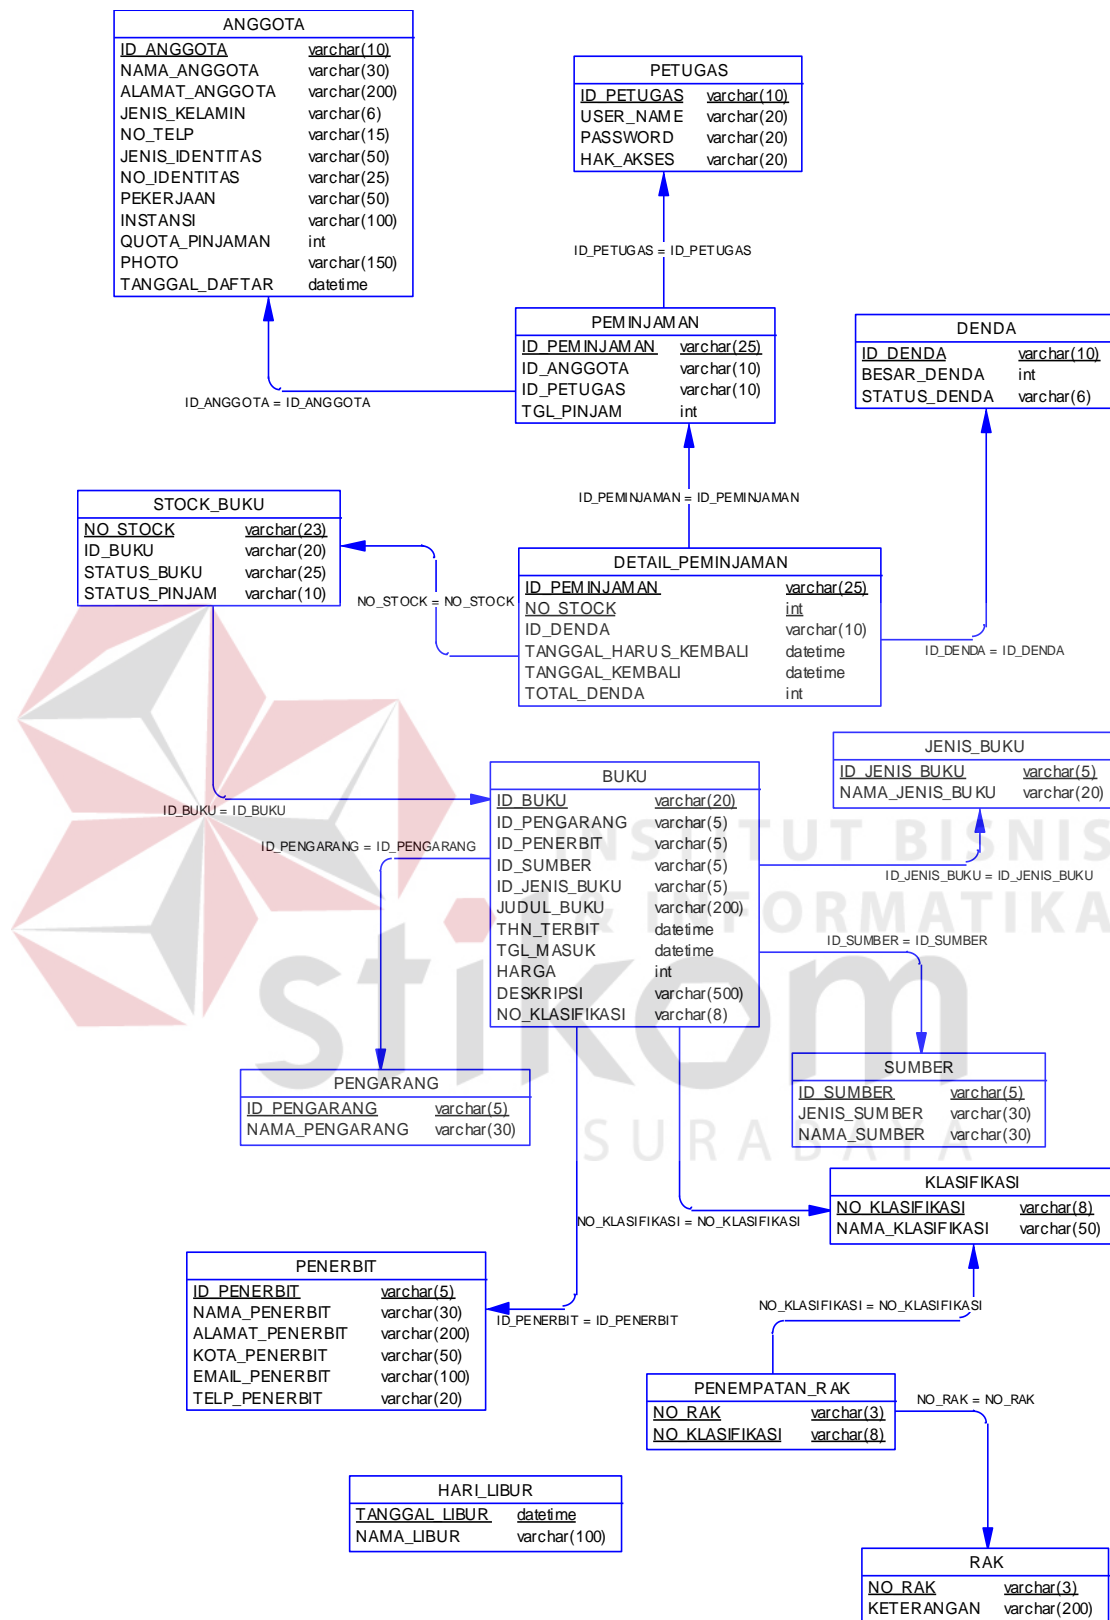 ANGGOTA
ID_ANGGOTA varchar(10)
NAMA_ANGGOTA varchar(30)
ALAMAT_ANGGOTA varchar(200)
JENIS_KELAMIN varchar(6)
NO_TELP varchar(15)
JENIS_IDENTITAS varchar(50)
NO_IDENTITAS varchar(25)
PEKERJAAN varchar(50)
INSTANSI varchar(100)
QUOTA_PINJAMAN int
PHOTO varchar(150)
TANGGAL_DAFTAR datetime
PETUGAS
ID_PETUGAS varchar(10)
USER_NAME varchar(20)
PASSWORD varchar(20)
HAK_AKSES varchar(20)
ID_PETUGAS = ID_PETUGAS
PEMINJAMAN
ID_PEMINJAMAN varchar(25)
ID_ANGGOTA varchar(10)
ID_PETUGAS varchar(10)
TGL_PINJAM int
ID_ANGGOTA = ID_ANGGOTA
DENDA
ID_DENDA varchar(10)
BESAR_DENDA int
STATUS_DENDA varchar(6)
ID_PEMINJAMAN = ID_PEMINJAMAN
STOCK_BUKU
NO_STOCK varchar(23)
ID_BUKU varchar(20)
STATUS_BUKU varchar(25)
STATUS_PINJAM varchar(10)
NO_STOCK = NO_STOCK
DETAIL_PEMINJAMAN
ID_PEMINJAMAN varchar(25)
NO_STOCK int
ID_DENDA varchar(10)
TANGGAL_HARUS_KEMBALI datetime
TANGGAL_KEMBALI datetime
TOTAL_DENDA int
ID_DENDA = ID_DENDA
JENIS_BUKU
ID_JENIS_BUKU varchar(5)
NAMA_JENIS_BUKU varchar(20)
ID_BUKU = ID_BUKU
BUKU
ID_BUKU varchar(20)
ID_PENGARANG varchar(5)
ID_PENERBIT varchar(5)
ID_SUMBER varchar(5)
ID_JENIS_BUKU varchar(5)
JUDUL_BUKU varchar(200)
THN_TERBIT datetime
TGL_MASUK datetime
HARGA int
DESKRIPSI varchar(500)
NO_KLASIFIKASI varchar(8)
ID_PENGARANG = ID_PENGARANG
ID_JENIS_BUKU = ID_JENIS_BUKU
ID_SUMBER = ID_SUMBER
INSTITUT BISNIS
& INFORMATIKA
stikom
SURABAYA
PENGARANG
ID_PENGARANG varchar(5)
NAMA_PENGARANG varchar(30)
SUMBER
ID_SUMBER varchar(5)
JENIS_SUMBER varchar(30)
NAMA_SUMBER varchar(30)
KLASIFIKASI
NO_KLASIFIKASI varchar(8)
NAMA_KLASIFIKASI varchar(50)
NO_KLASIFIKASI = NO_KLASIFIKASI
PENERBIT
ID_PENERBIT varchar(5)
NAMA_PENERBIT varchar(30)
ALAMAT_PENERBIT varchar(200)
KOTA_PENERBIT varchar(50)
EMAIL_PENERBIT varchar(100)
TELP_PENERBIT varchar(20)
ID_PENERBIT = ID_PENERBIT
NO_KLASIFIKASI = NO_KLASIFIKASI
PENEMPATAN_RAK
NO_RAK varchar(3)
NO_KLASIFIKASI varchar(8)
NO_RAK = NO_RAK
HARI_LIBUR
TANGGAL_LIBUR datetime
NAMA_LIBUR varchar(100)
RAK
NO_RAK varchar(3)
KETERANGAN varchar(200)